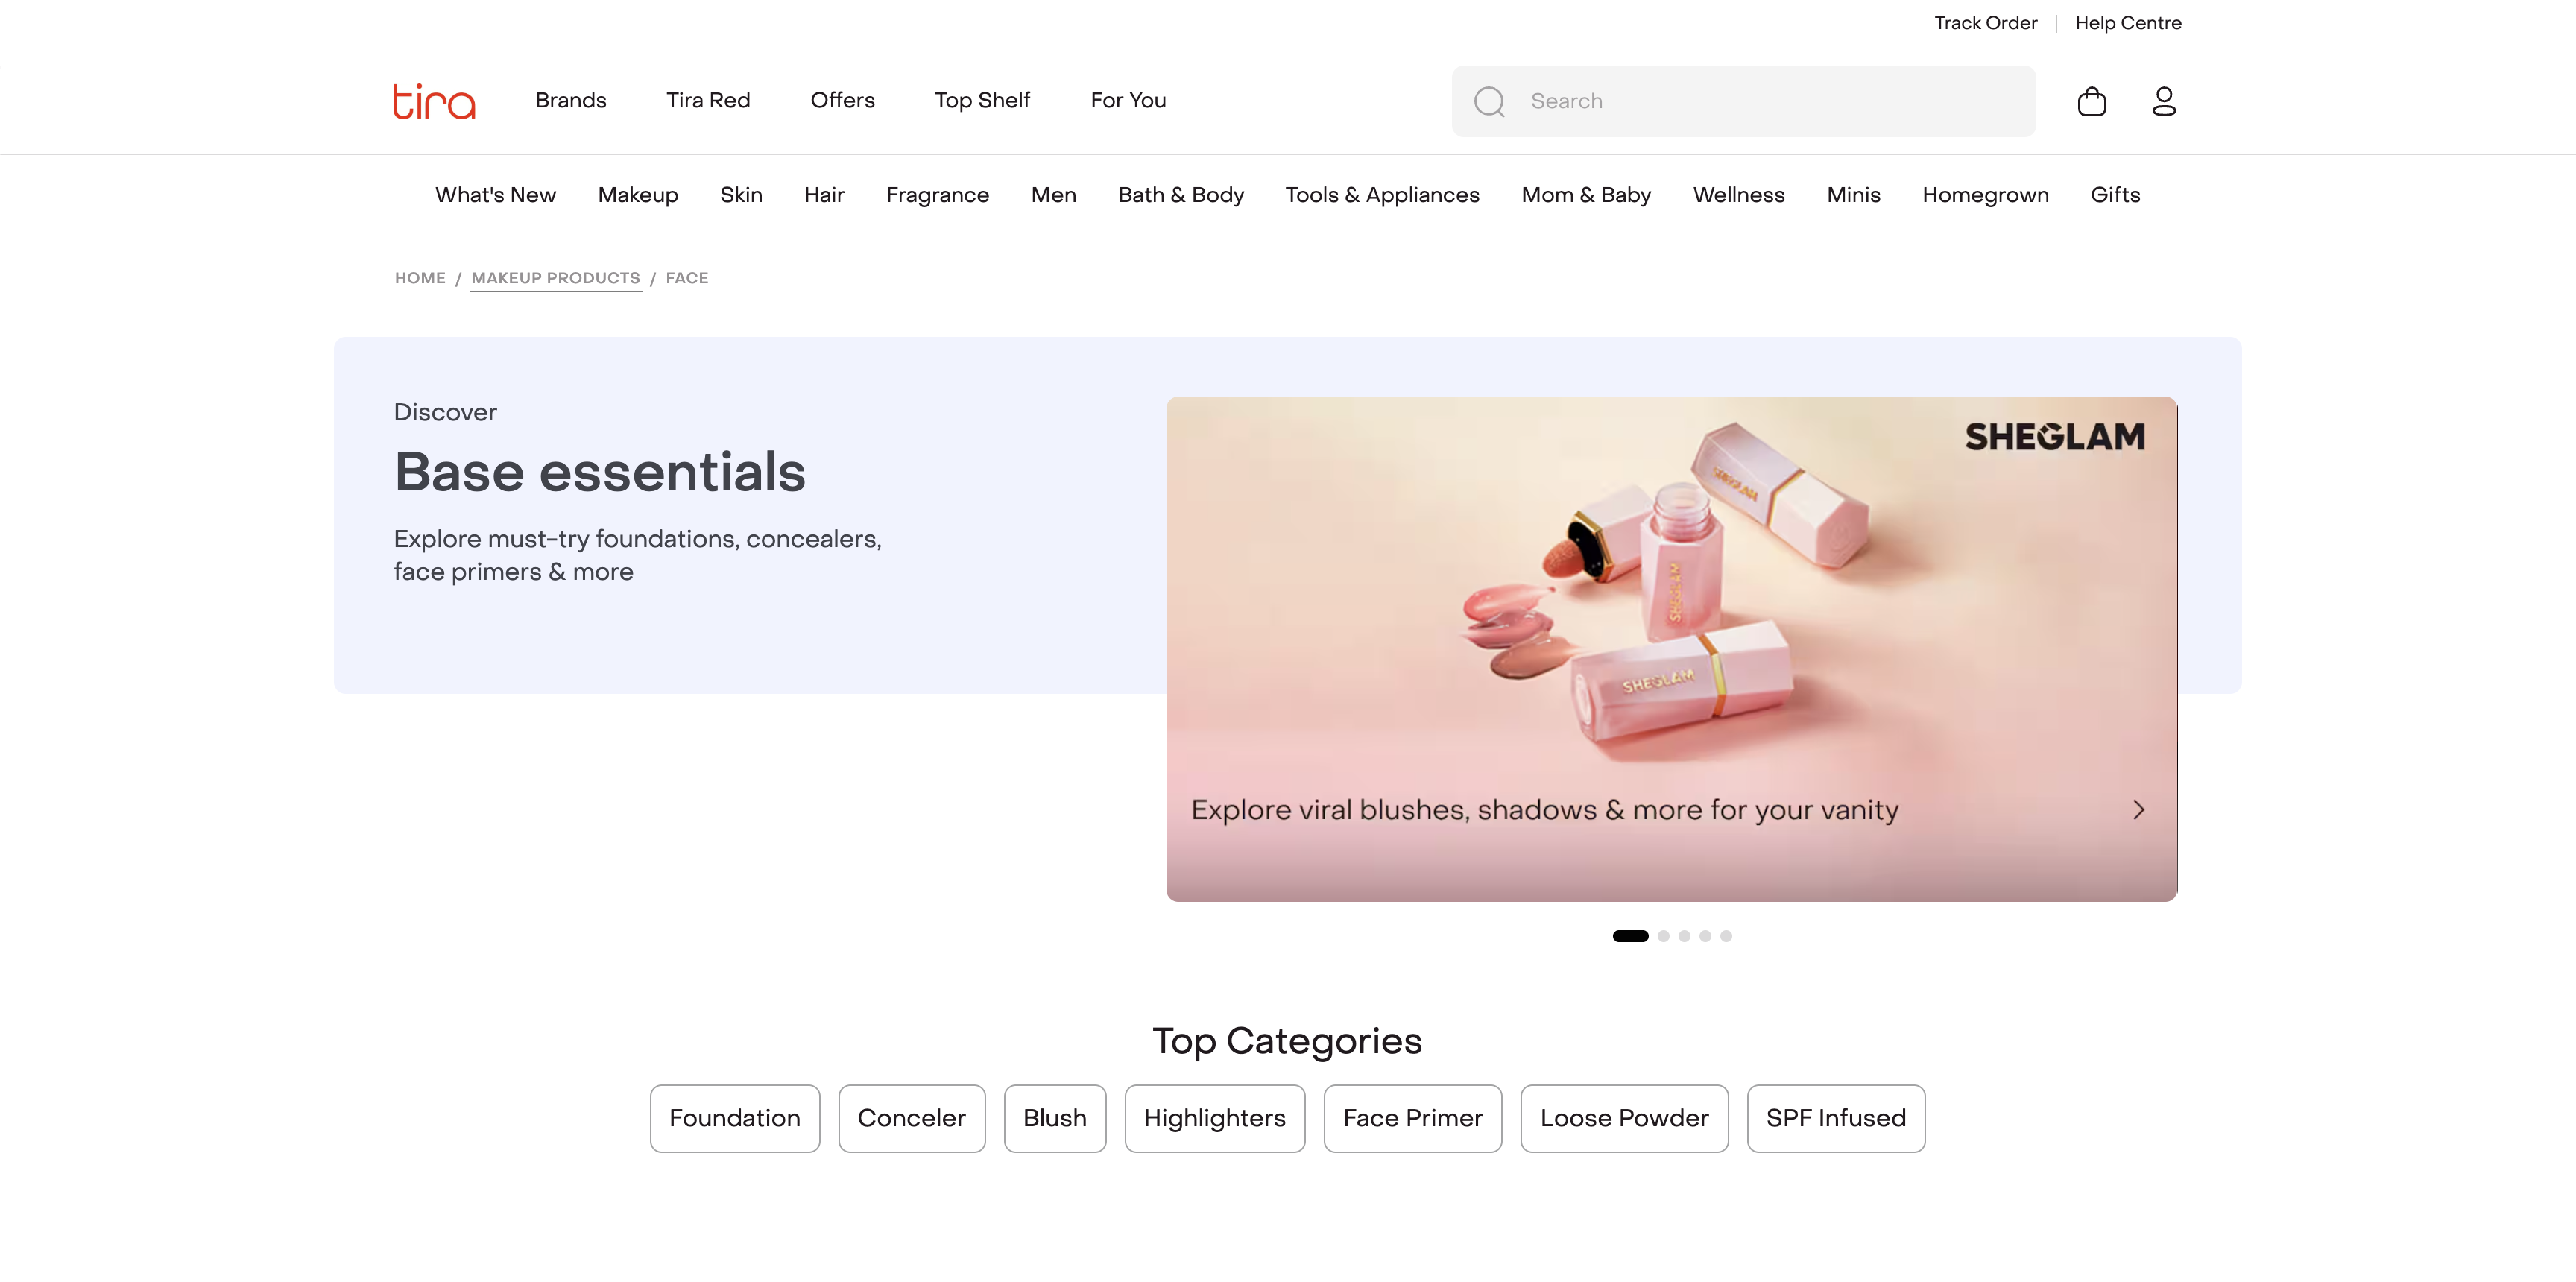 Track Order | Help Centre
tira Brands Tira Red Offers Top Shelf For You Search
What's New Makeup Skin Hair Fragrance Men Bath & Body Tools & Appliances Mom & Baby Wellness Minis Homegrown Gifts
HOME / MAKEUP PRODUCTS / FACE
Discover
Base essentials
Explore must-try foundations, concealers,
face primers & more
SHEGLAM
SHEGLAM
SHEGLAM
SHEGLAM
Explore viral blushes, shadows & more for your vanity
Top Categories
Foundation Conceler Blush Highlighters Face Primer Loose Powder SPF Infused